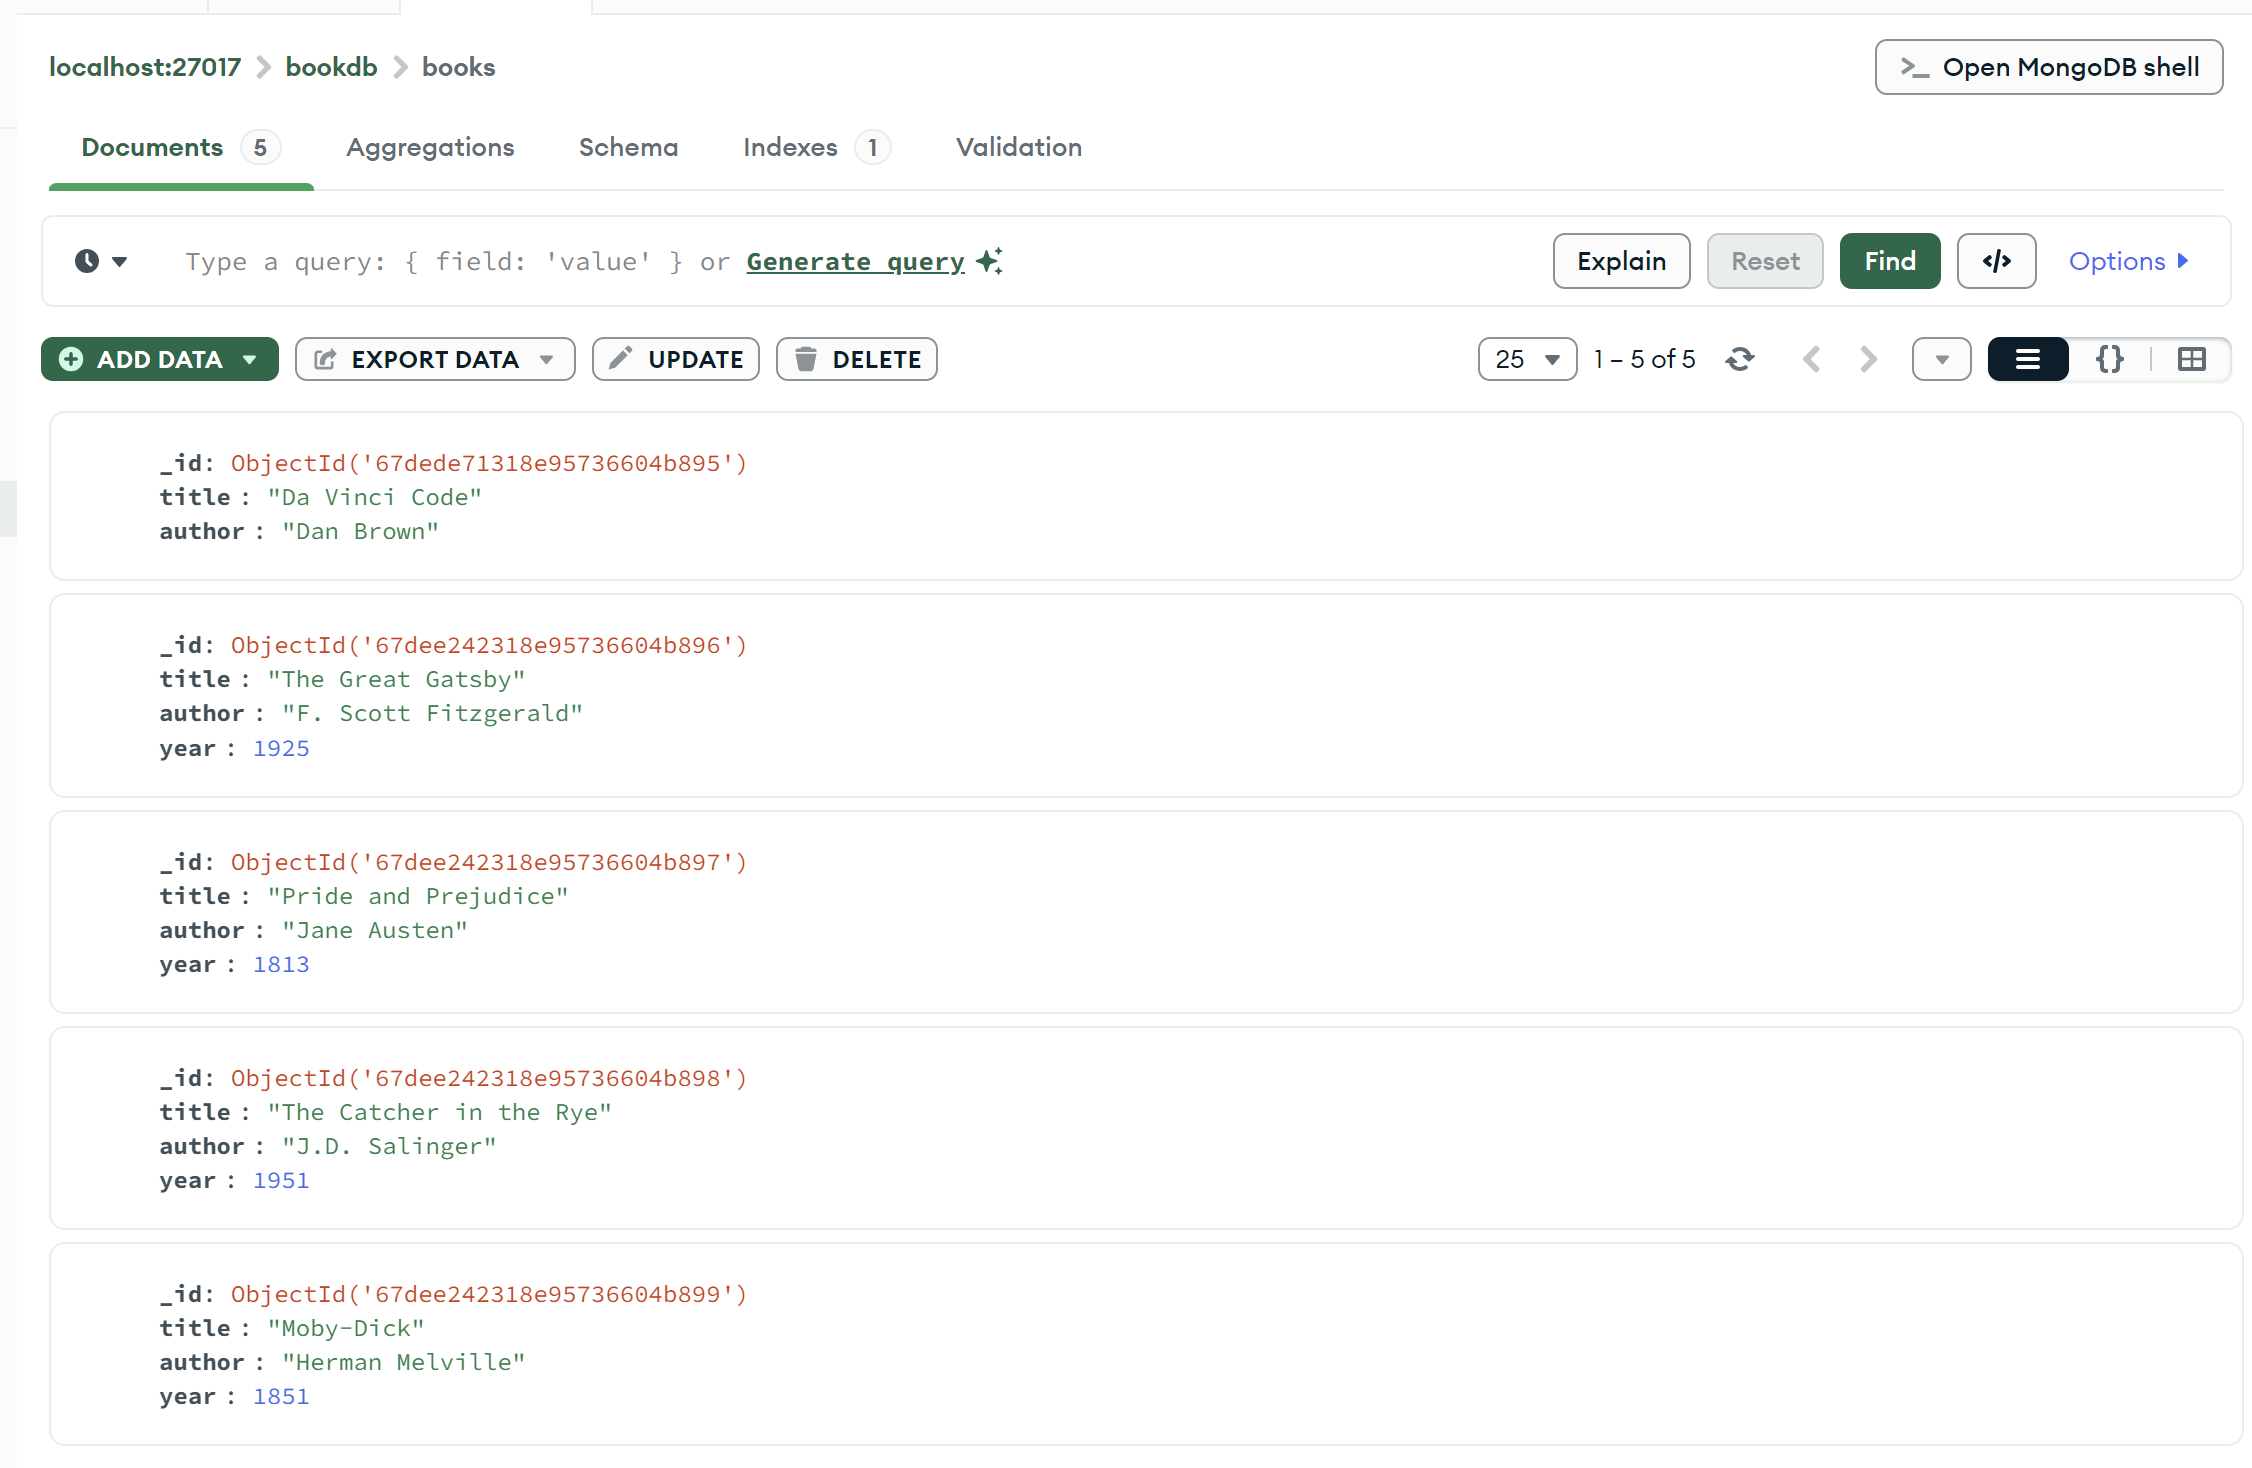 localhost:27017 > bookdb > books
>_ Open MongoDB shell
Documents 5 Aggregations Schema Indexes 1 Validation
Type a query: { field: 'value' } or Generate query
Explain Reset Find </> Options
ADD DATA EXPORT DATA UPDATE DELETE
25 1 – 5 of 5 {}
_id: ObjectId('67dede71318e95736604b895')
title : "Da Vinci Code"
author : "Dan Brown"
_id: ObjectId('67dee242318e95736604b896')
title : "The Great Gatsby"
author : "F. Scott Fitzgerald"
year : 1925
_id: ObjectId('67dee242318e95736604b897')
title : "Pride and Prejudice"
author : "Jane Austen"
year : 1813
_id: ObjectId('67dee242318e95736604b898')
title : "The Catcher in the Rye"
author : "J.D. Salinger"
year : 1951
_id: ObjectId('67dee242318e95736604b899')
title : "Moby-Dick"
author : "Herman Melville"
year : 1851